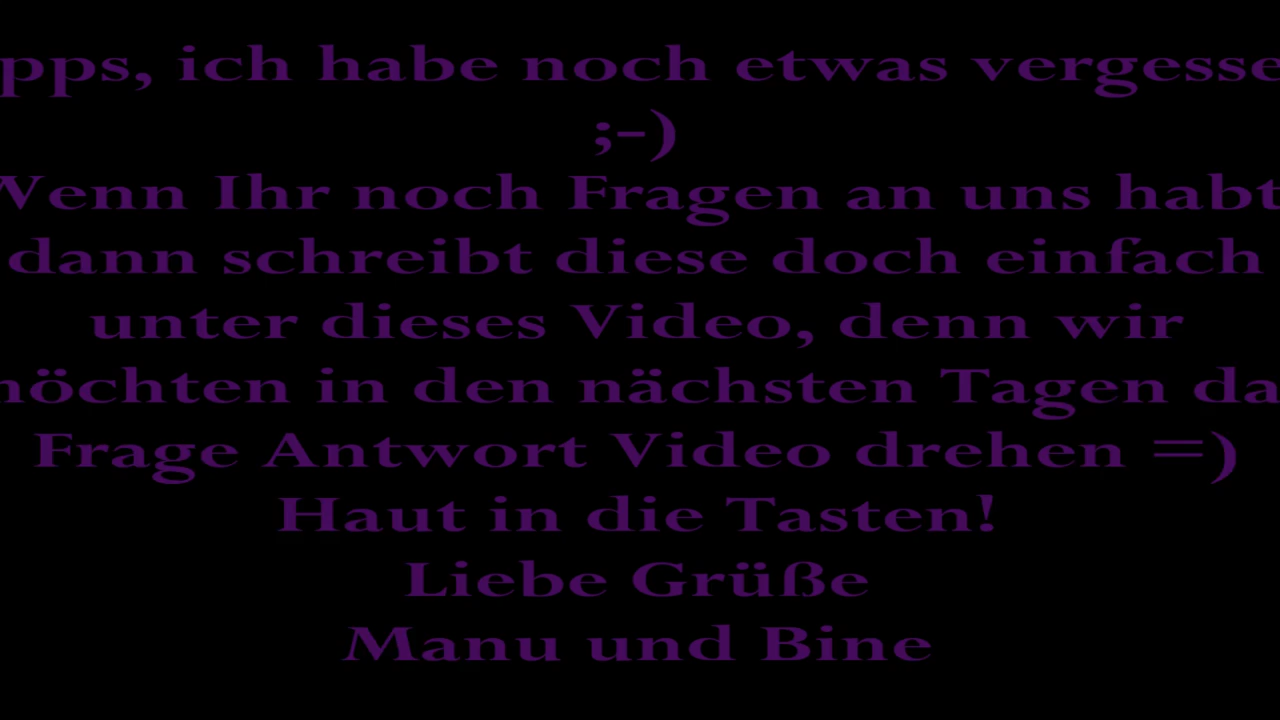 pps, ich habe noch etwas vergesse
;-)
Wenn Ihr noch Fragen an uns habt
dann schreibt diese doch einfach
unter dieses Video, denn wir
möchten in den nächsten Tagen da
Frage Antwort Video drehen =)
Haut in die Tasten!
Liebe Grüße
Manu und Bine